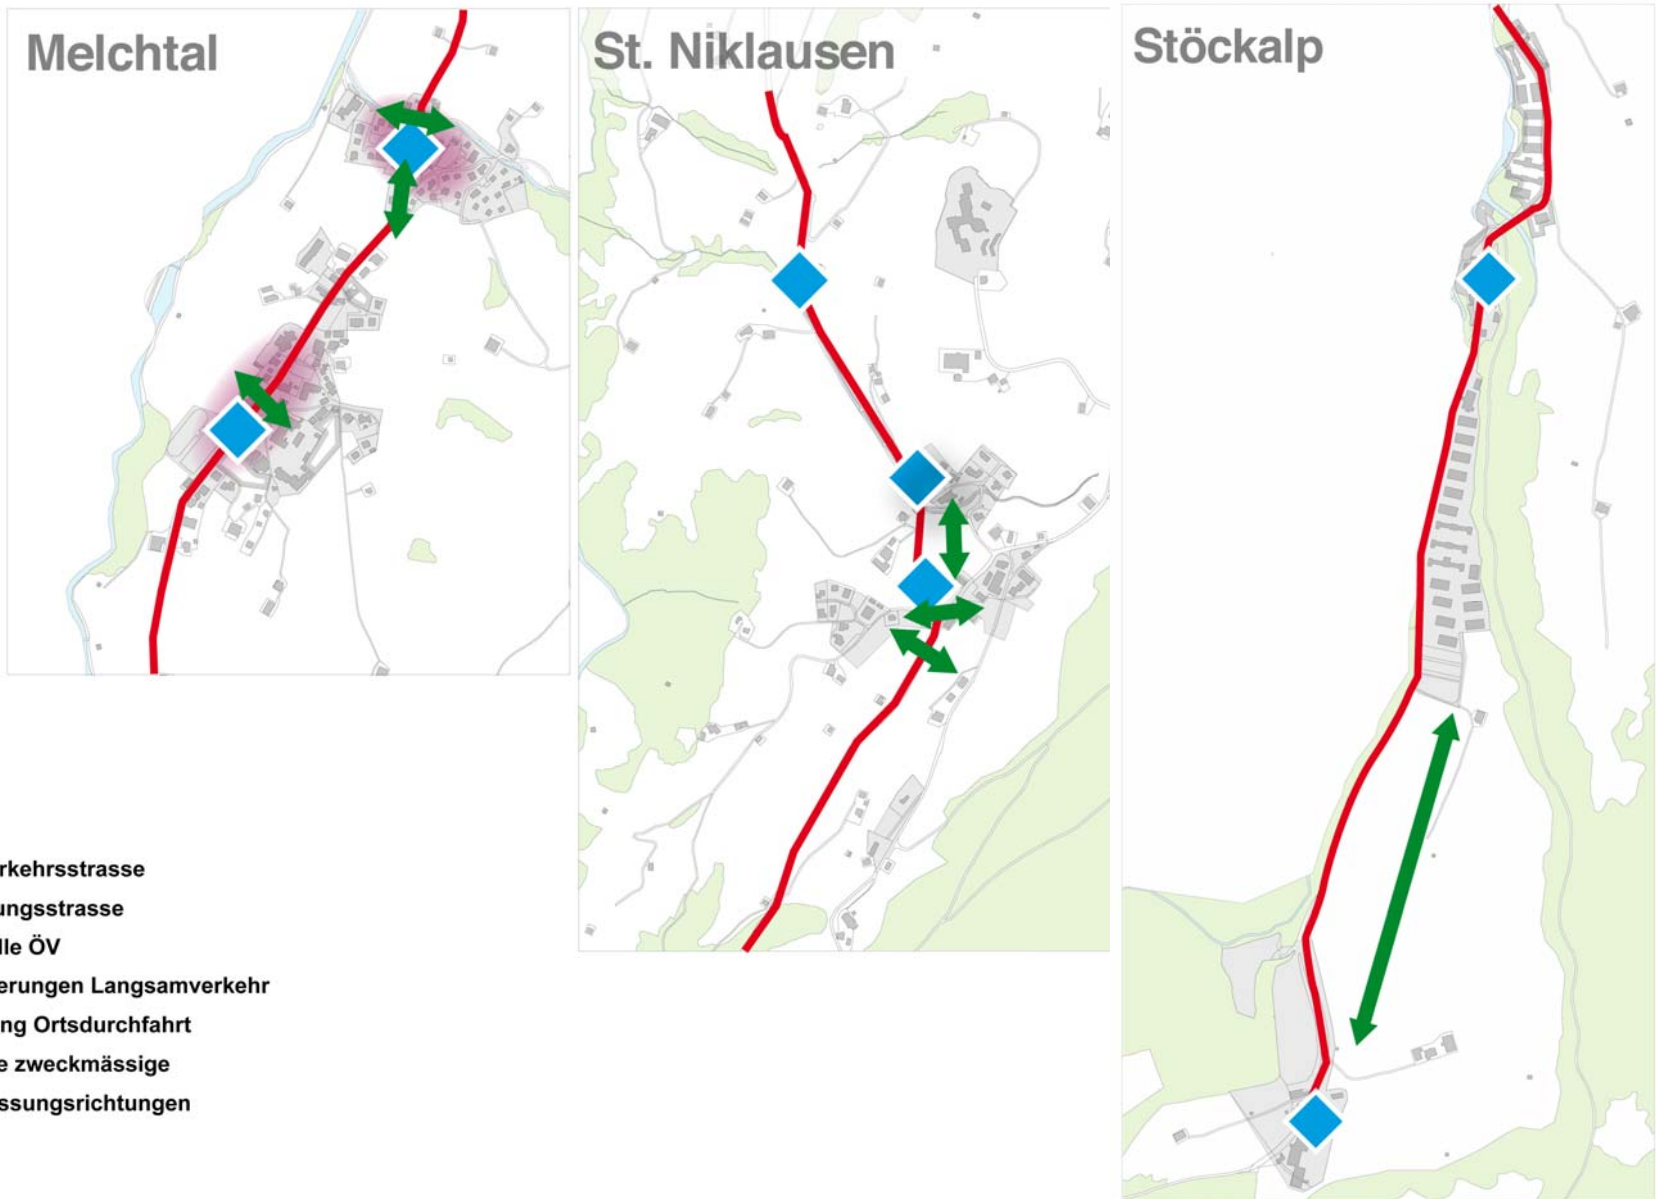 Melchtal
St. Niklausen
Stöckalp
rkehrsstrasse
ungsstrasse
lle ÖV
erungen Langsamverkehr
ng Ortsdurchfahrt
e zweckmässige
ssungsrichtungen